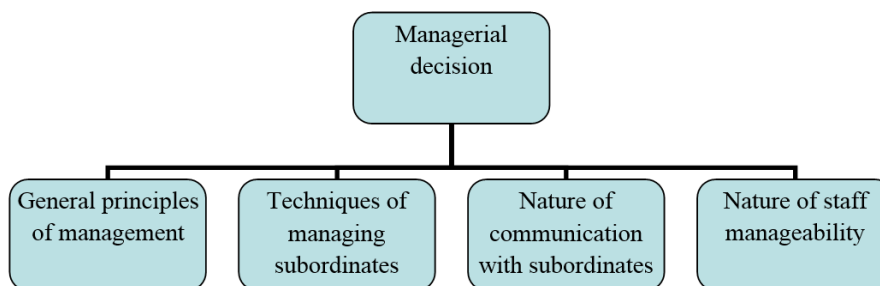 Managerial
decision
General principles
of management
Techniques of
managing
subordinates
Nature of
communication
with subordinates
Nature of staff
manageability